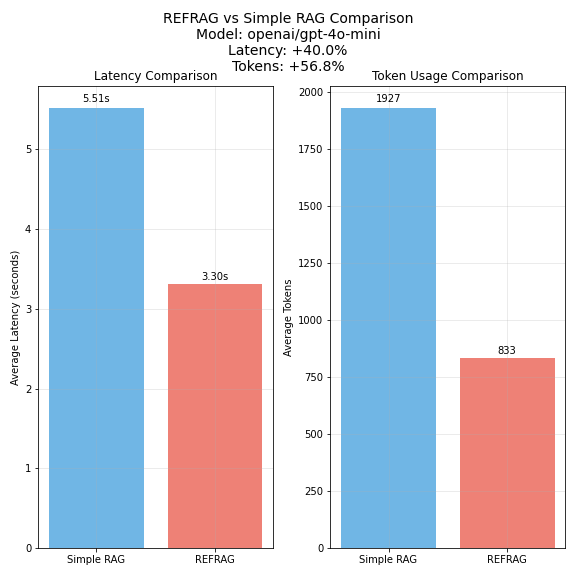 REFRAG vs Simple RAG Comparison
Model: openai/gpt-4o-mini
Latency: +40.0%
Tokens: +56.8%
Latency Comparison
5.51s
3.30s
5
4
3
2
1
0
Average Latency (seconds)
Simple RAG
REFRAG
Token Usage Comparison
1927
833
2000
1750
1500
1250
1000
750
500
250
0
Average Tokens
Simple RAG
REFRAG